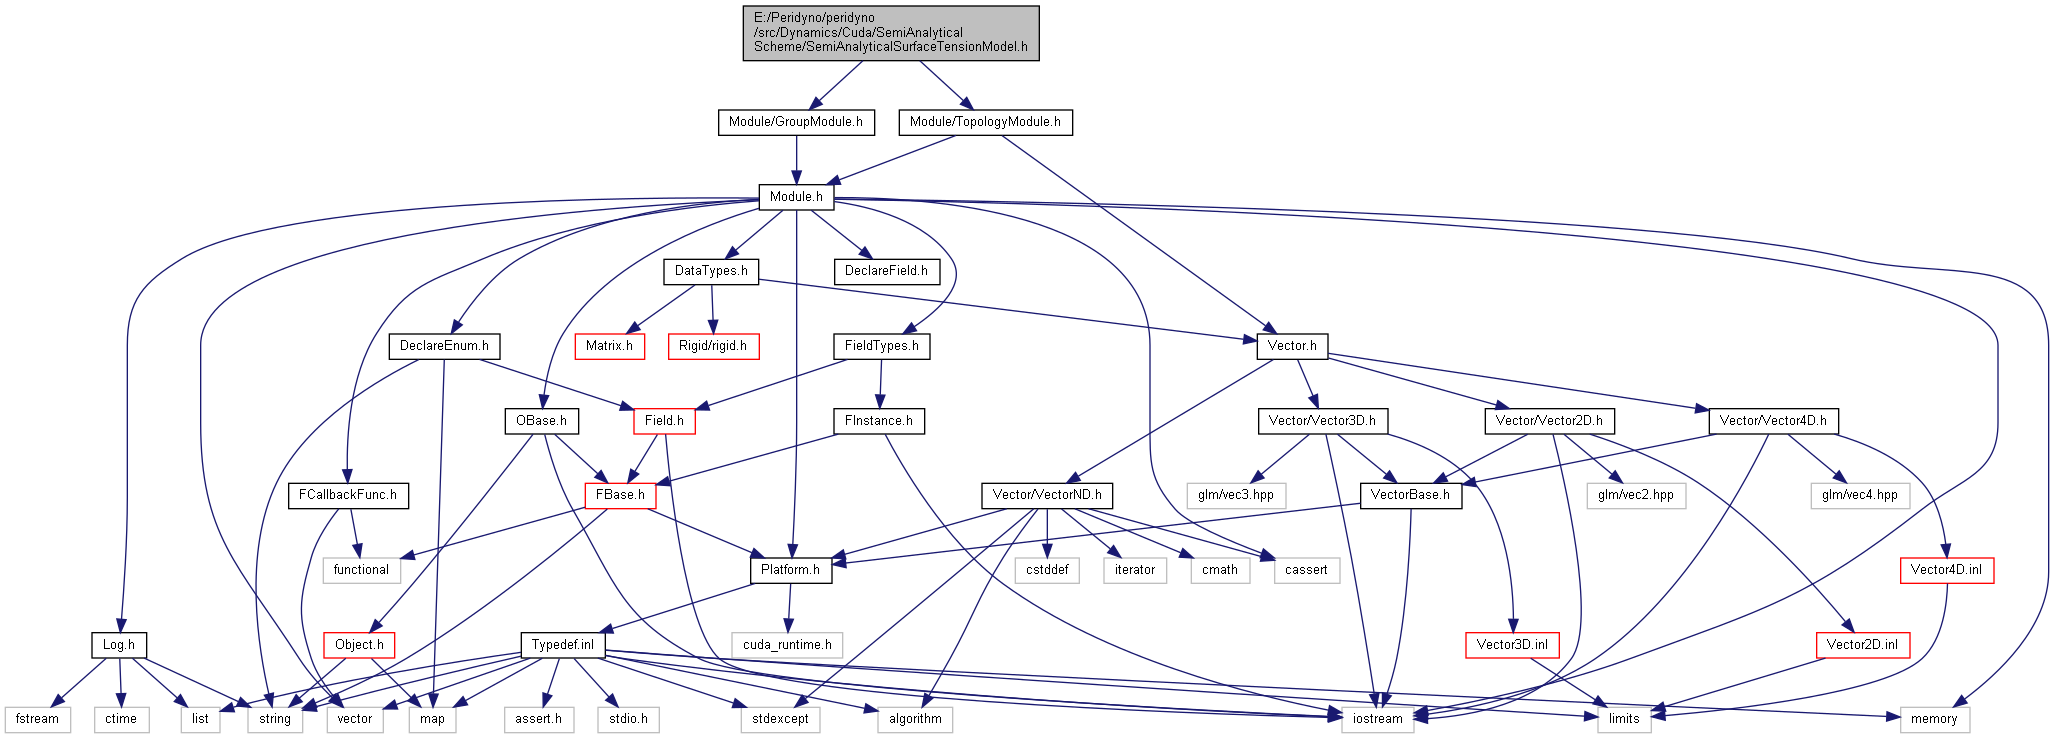 E:/Peridyno/peridyno
/src/Dynamics/Cuda/SemiAnalytical
Scheme/SemiAnalyticalSurfaceTensionModel.h
Module/GroupModule.h
Module/TopologyModule.h
Module.h
DataTypes.h
DeclareField.h
DeclareEnum.h
Matrix.h
Rigid/rigid.h
FieldTypes.h
Vector.h
OBase.h
Field.h
FInstance.h
Vector/Vector3D.h
Vector/Vector2D.h
Vector/Vector4D.h
FCallbackFunc.h
FBase.h
Vector/VectorND.h
glm/vec3.hpp
VectorBase.h
glm/vec2.hpp
glm/vec4.hpp
functional
Platform.h
cstddef
iterator
cmath
cassert
Vector4D.inl
Log.h
Object.h
Typedef.inl
cuda_runtime.h
Vector3D.inl
Vector2D.inl
fstream
ctime
list
string
vector
map
assert.h
stdio.h
stdexcept
algorithm
iostream
limits
memory